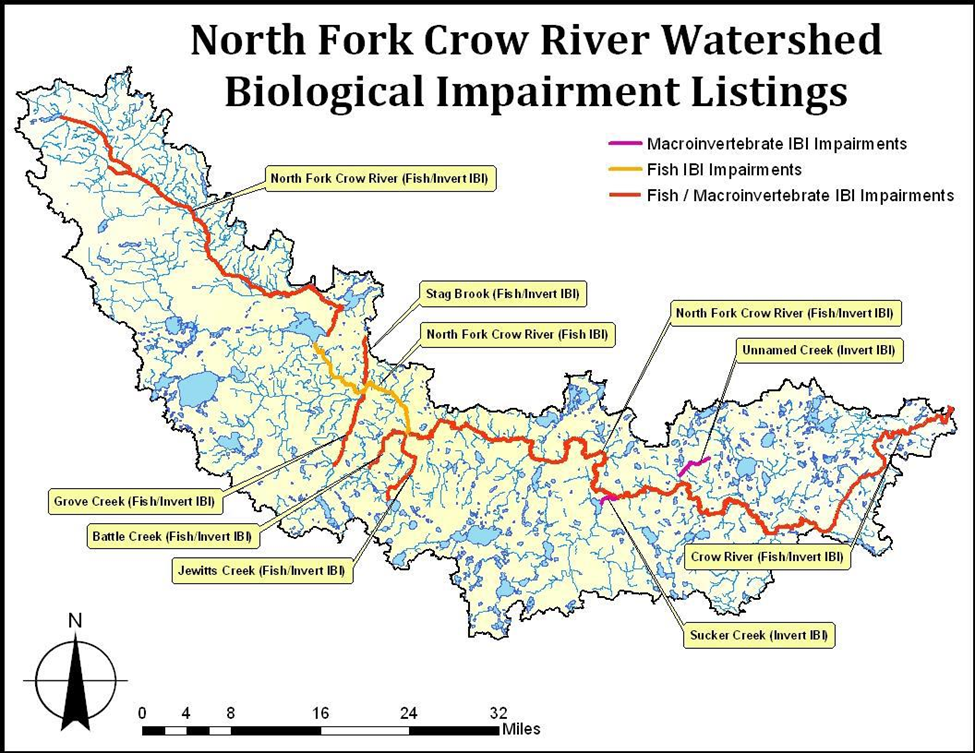 North Fork Crow River Watershed
Biological Impairment Listings
Macroinvertebrate IBI Impairments
Fish IBI Impairments
Fish / Macroinvertebrate IBI Impairments
North Fork Crow River (Fish/Invert IBI)
Stag Brook (Fish/Invert IBI)
North Fork Crow River (Fish IBI)
North Fork Crow River (Fish/Invert IBI)
Unnamed Creek (Invert IBI)
Grove Creek (Fish/Invert IBI)
Battle Creek (Fish/Invert IBI)
Jewitts Creek (Fish/Invert IBI)
Crow River (Fish/Invert IBI)
Sucker Creek (Invert IBI)
N
0 4 8 16 24 32
Miles